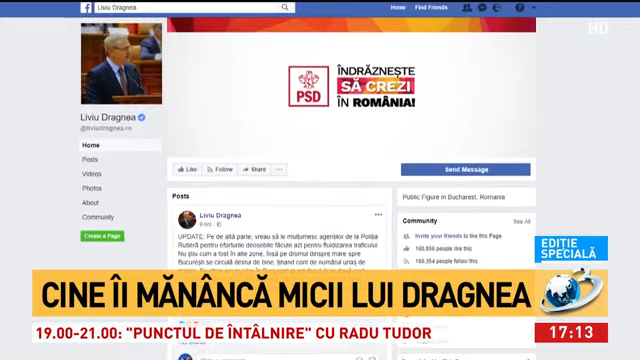 Liviu Dragnea
Home
Find Friends
HD
ÎNDRĂZNEȘTE
SĂ CREZI
ÎN ROMÂNIA!
PSD
Liviu Dragnea
@liviudragnea.ro
Home
Posts
Videos
Photos
About
Community
Create a Page
Like
Follow
Share
Send Message
Posts
Liviu Dragnea
9 hrs
UPDATE: Pe de altă parte, vreau să le mulțumesc agenților de la Poliția
Rutieră pentru eforturile deosebite făcute azi pentru fluidizarea traficului
Nu știu cum a fost în alte zone, însă pe drumul dinspre mare spre
București se circulă destul de bine, ținând cont de numărul uriaș de
Public Figure in Bucharest, Romania
Community
See All
Invite your friends to like this Page
people like this
169,354 people follow this
EDIȚIE
SPECIALĂ
CINE ÎI MĂNÂNCĂ MICII LUI DRAGNEA
19.00-21.00: "PUNCTUL DE ÎNTÂLNIRE" CU RADU TUDOR
17:13